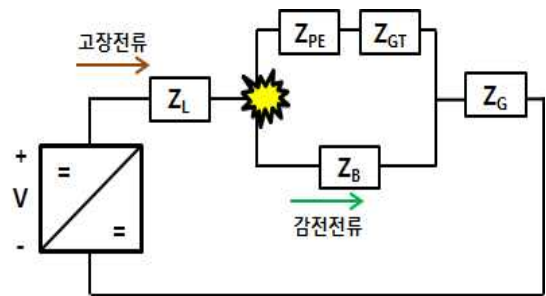 고장전류
Z_PE
Z_GT
Z_L
Z_G
Z_B
감전전류
+
V
-
=
=